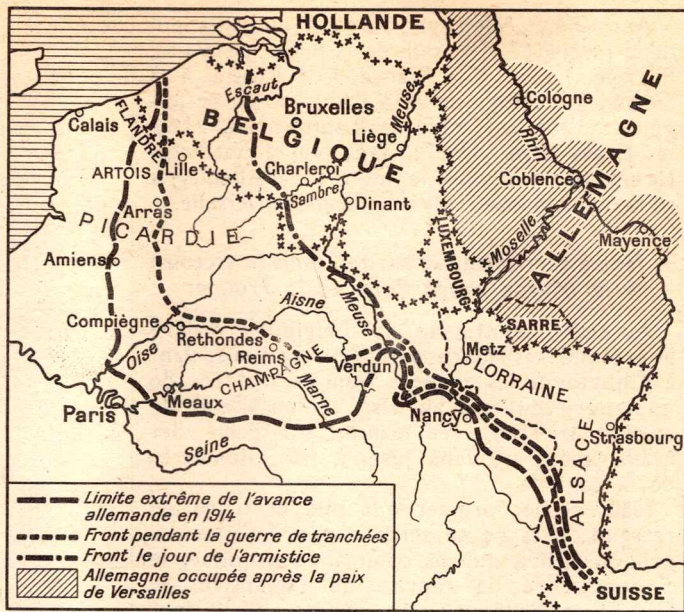 HOLLANDE
Escaut
Calais
FLANDRE
Bruxelles
BELGIQUE
Meuse
Liège
Cologne
Rhin
ALLEMAGNE
Lille
ARTOIS
Charleroi
Sambre
Dinant
Coblence
Arras
PICARDIE
LUXEMBOURG
Moselle
Mayence
Amiens
Aisne
Meuse
Compiègne
Rethondes
Oise
Reims
SARRE
Verdun
Metz
LORRAINE
CHAMPAGNE
Meaux
Marne
Paris
Nancy
Strasbourg
Seine
ALSACE
Limite extrême de l'avance
allemande en 1914
Front pendant la guerre de tranchées
Front le jour de l'armistice
Allemagne occupée après la paix
de Versailles
SUISSE